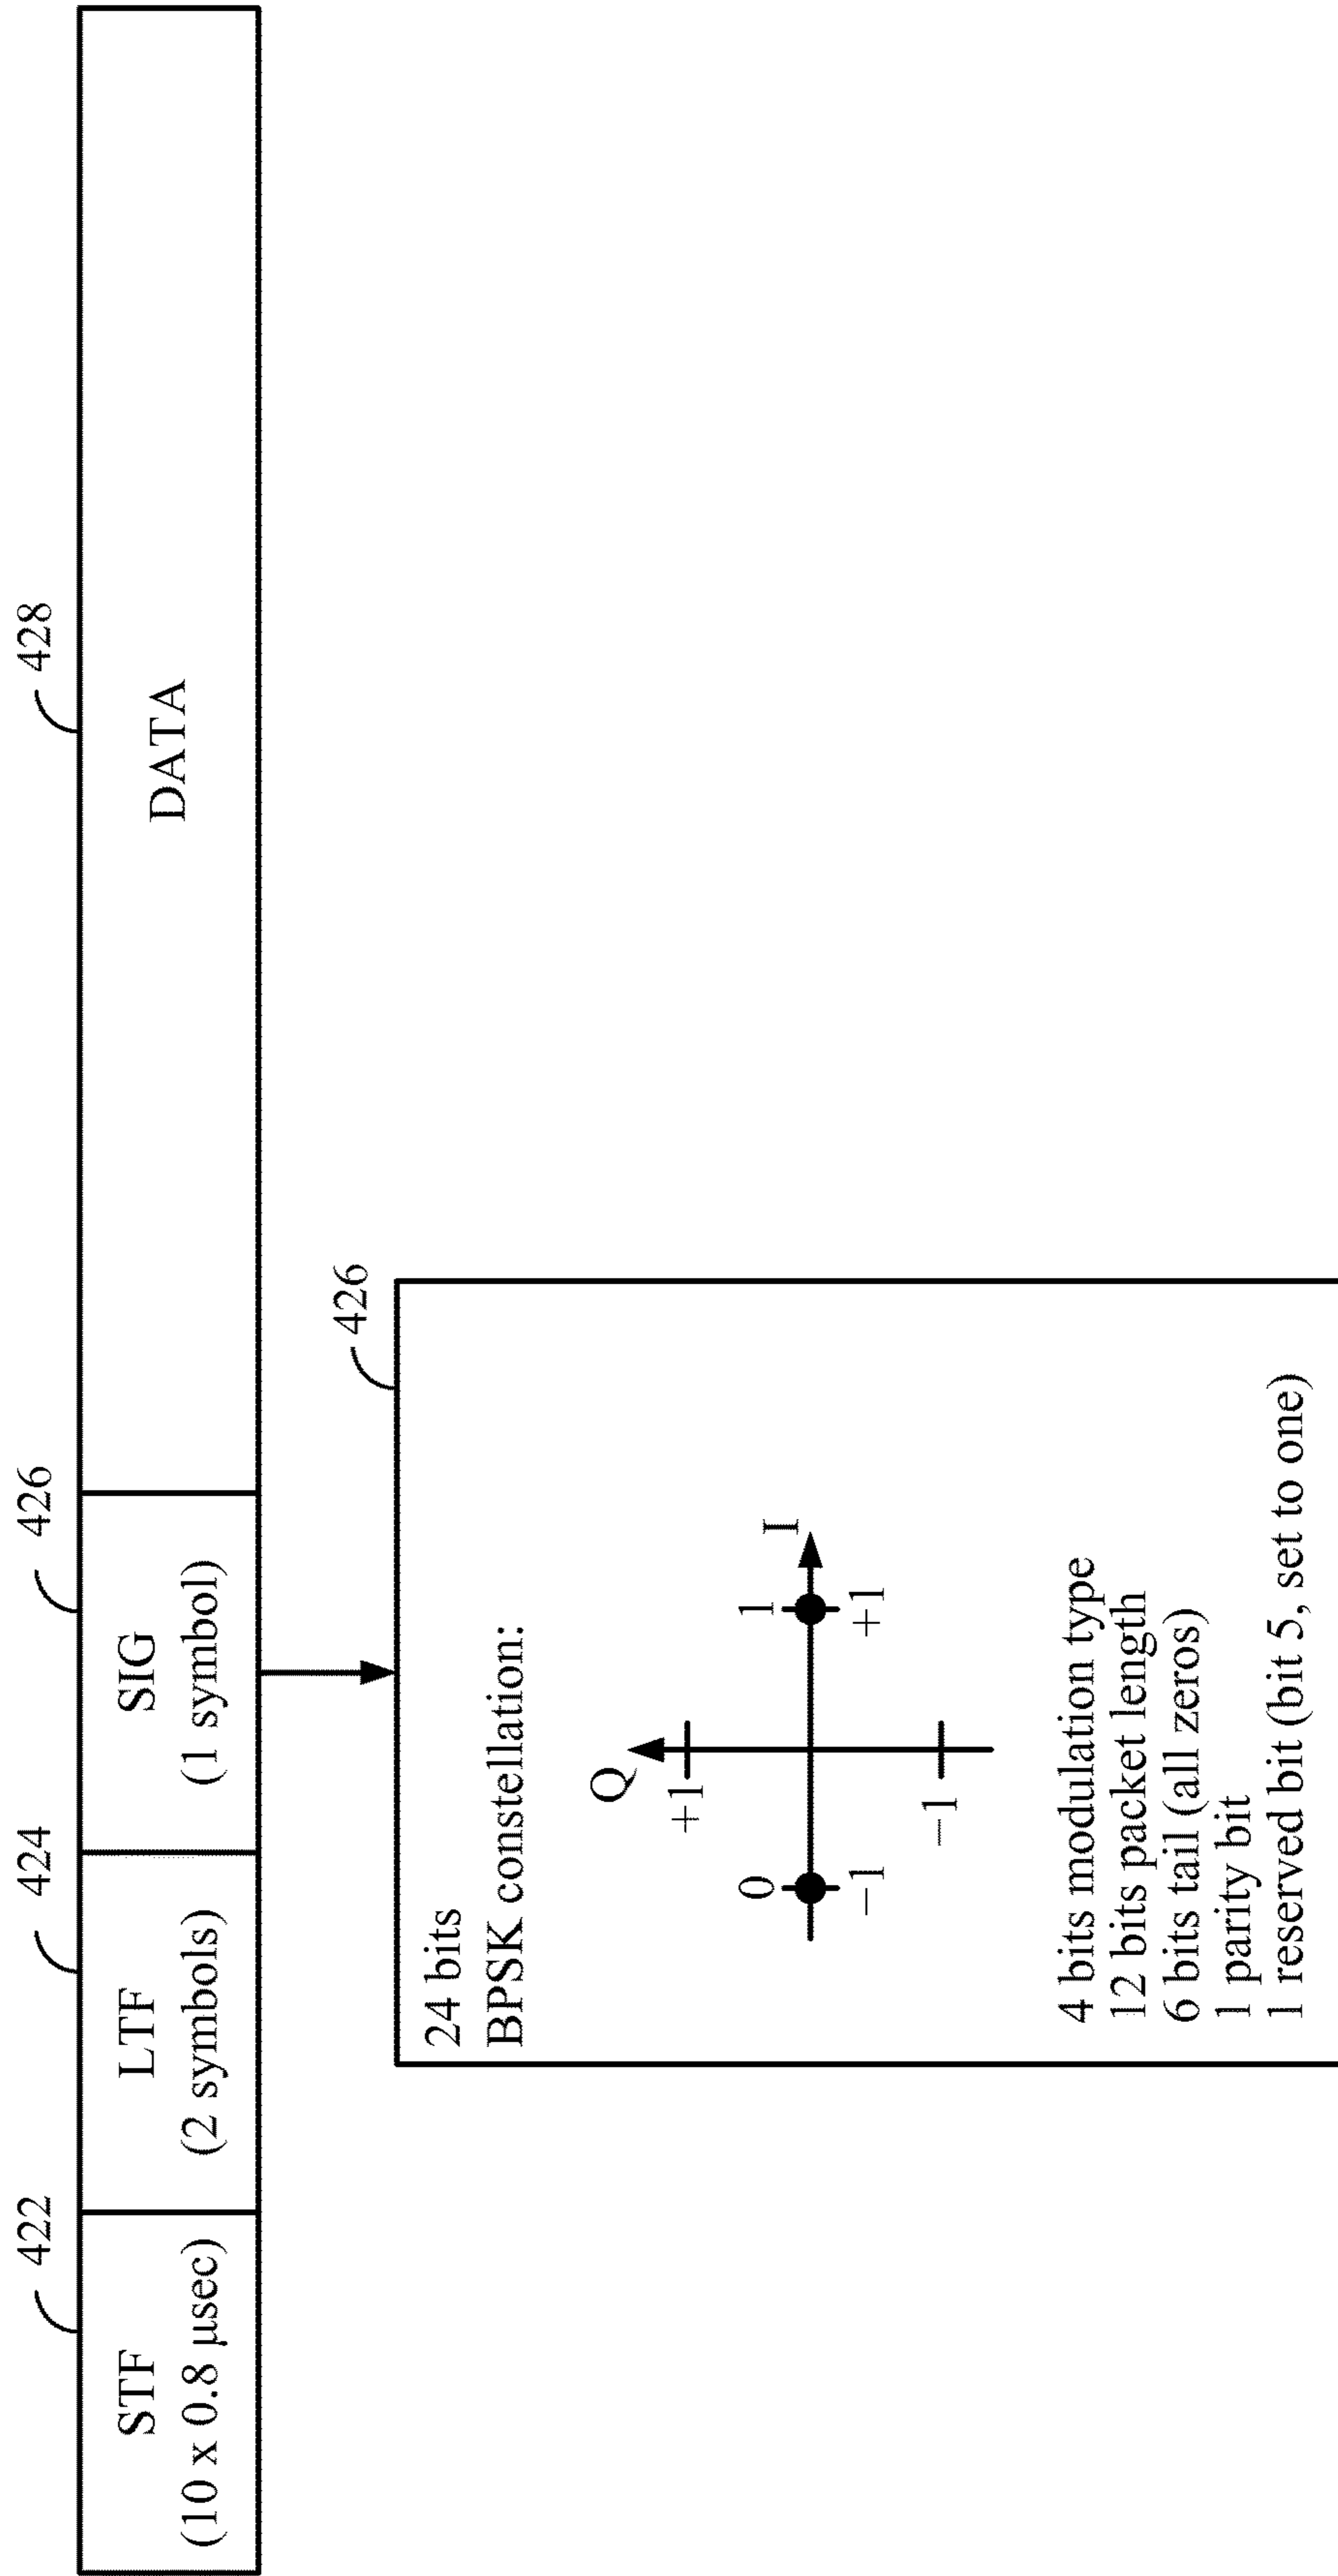 422
424
426
428
STF
(10 x 0.8 μsec)
LTF
(2 symbols)
SIG
(1 symbol)
DATA
426
24 bits
BPSK constellation:
Q
+1
0
1
I
−1
+1
−1
4 bits modulation type
12 bits packet length
6 bits tail (all zeros)
1 parity bit
1 reserved bit (bit 5, set to one)